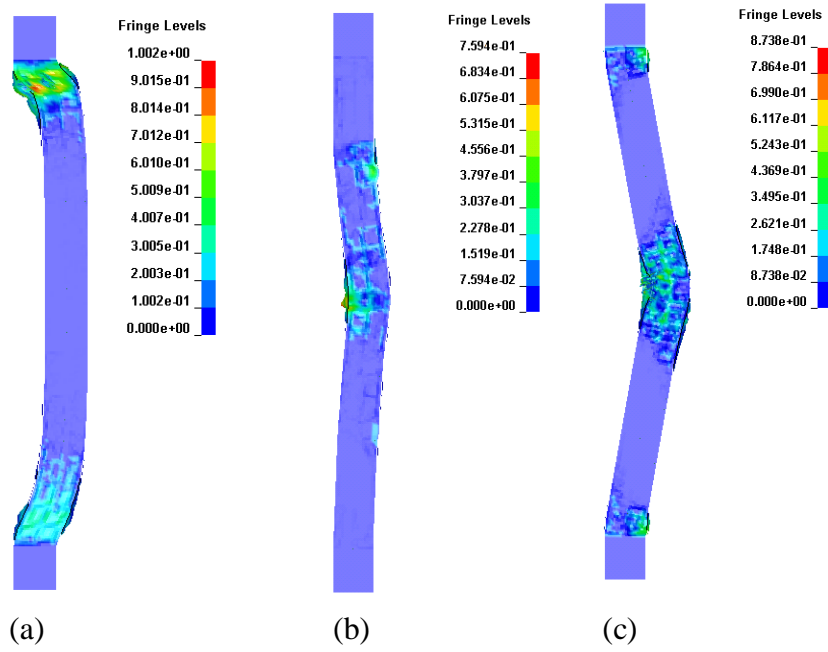 Fringe Levels
1.002e+00
9.015e-01
8.014e-01
7.012e-01
6.010e-01
5.009e-01
4.007e-01
3.005e-01
2.003e-01
1.002e-01
0.000e+00
Fringe Levels
7.594e-01
6.834e-01
6.075e-01
5.315e-01
4.556e-01
3.797e-01
3.037e-01
2.278e-01
1.519e-01
7.594e-02
0.000e+00
Fringe Levels
8.738e-01
7.864e-01
6.990e-01
6.117e-01
5.243e-01
4.369e-01
3.495e-01
2.621e-01
1.748e-01
8.738e-02
0.000e+00
(a)
(b)
(c)